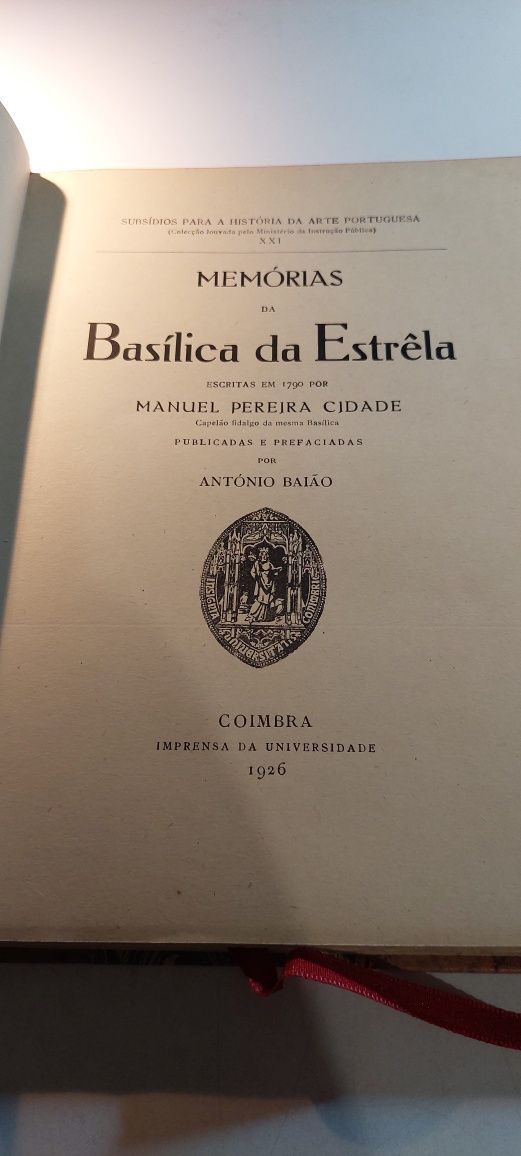 SUBSÍDIOS PARA A HISTÓRIA DA ARTE PORTUGUESA
(Colecção louvada pelo Ministério da Instrução Pública)
XXI
MEMÓRIAS
DA
Basílica da Estrêla
ESCRITAS EM 1790 POR
MANUEL PEREIRA CIDADE
Capelão fidalgo da mesma Basílica
PUBLICADAS E PREFACIADAS
POR
ANTÓNIO BAIÃO
COIMBRA
IMPRENSA DA UNIVERSIDADE
1926